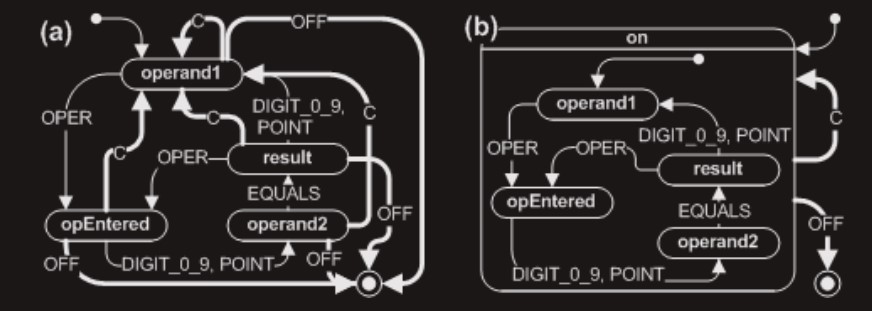 (a)
C
OFF
operand1
DIGIT_0_9,
POINT
C
OPER
C
C
OPER
result
EQUALS
opEntered
operand2
OFF
OFF
DIGIT_0_9, POINT
OFF
(b)
on
operand1
C
DIGIT_0_9, POINT
OPER
OPER
result
opEntered
EQUALS
OFF
operand2
DIGIT_0_9, POINT